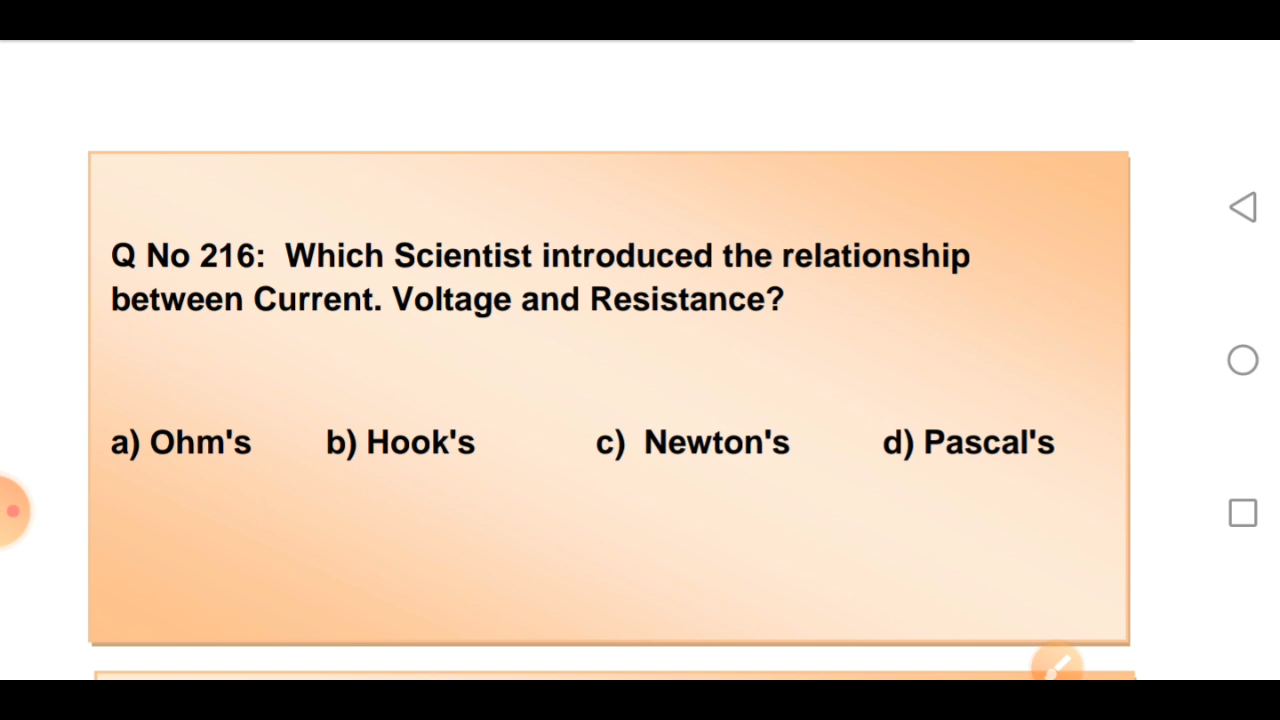 Q No 216:  Which Scientist introduced the relationship
between Current. Voltage and Resistance?
a) Ohm's b) Hook's c) Newton's d) Pascal's